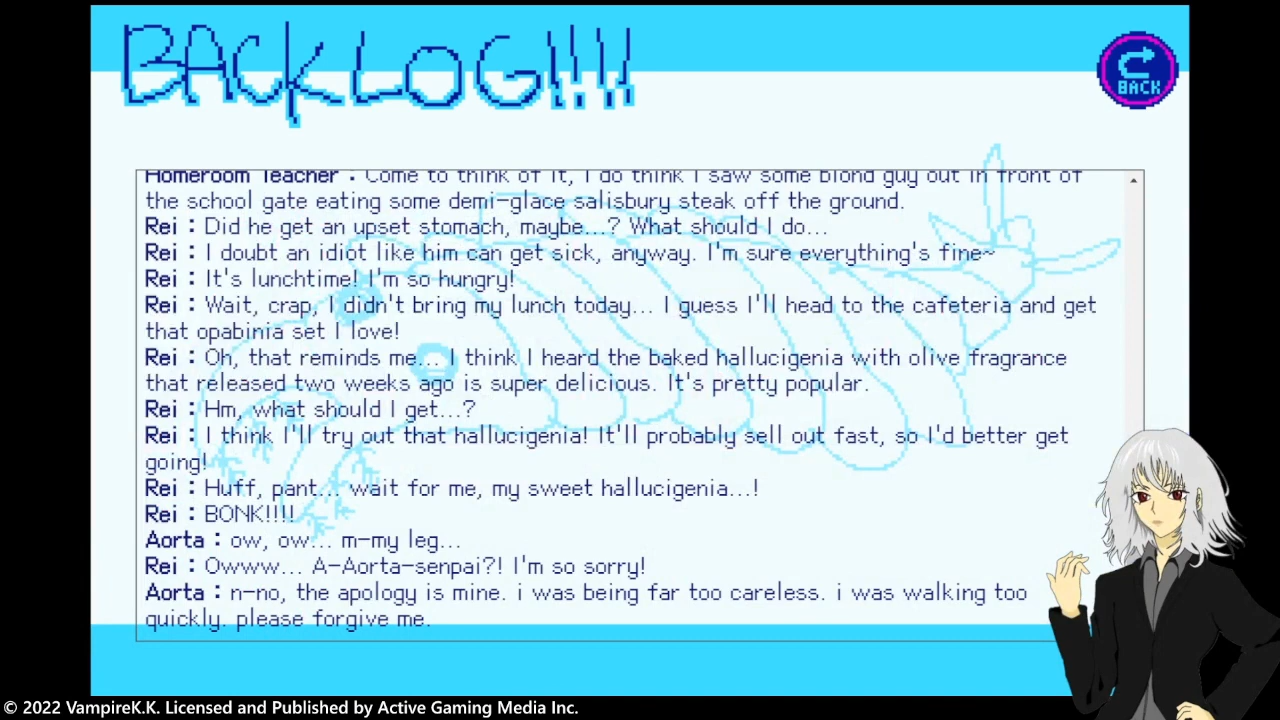 BACKLOG!!!!
BACK
Homeroom Teacher : Come to think of it, I do think I saw some blond guy out in front of
the school gate eating some demi-glace salisbury steak off the ground.
Rei : Did he get an upset stomach, maybe...? What should I do...
Rei : I doubt an idiot like him can get sick, anyway. I'm sure everything's fine~
Rei : It's lunchtime! I'm so hungry!
Rei : Wait, crap, I didn't bring my lunch today... I guess I'll head to the cafeteria and get
that opabinia set I love!
Rei : Oh, that reminds me... I think I heard the baked hallucigenia with olive fragrance
that released two weeks ago is super delicious. It's pretty popular.
Rei : Hm, what should I get...?
Rei : I think I'll try out that hallucigenia! It'll probably sell out fast, so I'd better get
going!
Rei : Huff, pant... wait for me, my sweet hallucigenia...!
Rei : BONK!!!!
Aorta : ow, ow... m-my leg...
Rei : Owww... A-Aorta-senpai?! I'm so sorry!
Aorta : n-no, the apology is mine. i was being far too careless. i was walking too
quickly. please forgive me.
© 2022 VampireK.K. Licensed and Published by Active Gaming Media Inc.